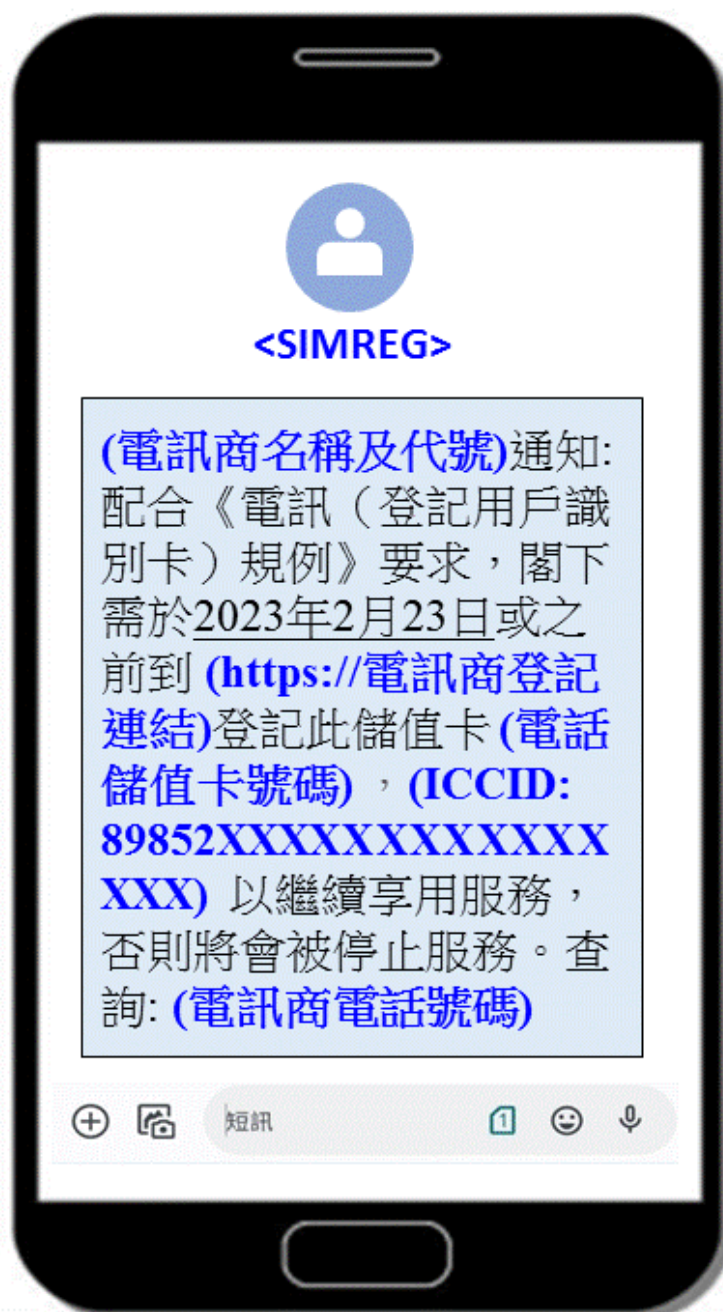 <SIMREG>
(電訊商名稱及代號)通知:
配合《電訊（登記用戶識
別卡）規例》要求，閣下
需於2023年2月23日或之
前到 (https://電訊商登記
連結)登記此儲值卡 (電話
儲值卡號碼) ，(ICCID:
89852XXXXXXXXXXXXX
XXX) 以繼續享用服務，
否則將會被停止服務。查
詢: (電訊商電話號碼)
短訊 1